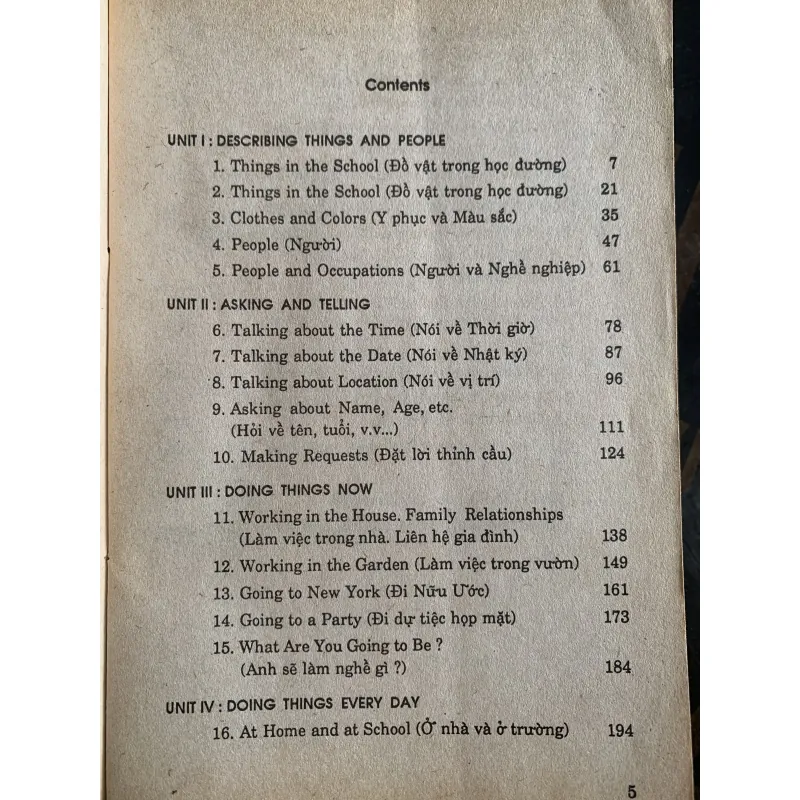 Contents
UNIT I : DESCRIBING THINGS AND PEOPLE
1. Things in the School (Đồ vật trong học đường) 7
2. Things in the School (Đồ vật trong học đường) 21
3. Clothes and Colors (Y phục và Màu sắc) 35
4. People (Người) 47
5. People and Occupations (Người và Nghề nghiệp) 61
UNIT II : ASKING AND TELLING
6. Talking about the Time (Nói về Thời giờ) 78
7. Talking about the Date (Nói về Nhật ký) 87
8. Talking about Location (Nói về vị trí) 96
9. Asking about Name, Age, etc.
(Hỏi về tên, tuổi, v.v...) 111
10. Making Requests (Đặt lời thỉnh cầu) 124
UNIT III : DOING THINGS NOW
11. Working in the House. Family Relationships
(Làm việc trong nhà. Liên hệ gia đình) 138
12. Working in the Garden (Làm việc trong vườn) 149
13. Going to New York (Đi Nữu Ước) 161
14. Going to a Party (Đi dự tiệc họp mặt) 173
15. What Are You Going to Be ?
(Anh sẽ làm nghề gì ?) 184
UNIT IV : DOING THINGS EVERY DAY
16. At Home and at School (Ở nhà và ở trường) 194
5